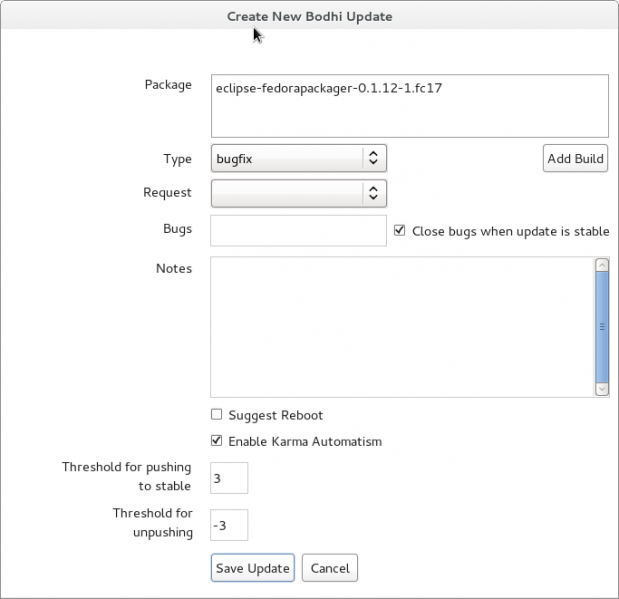 Create New Bodhi Update
Package
eclipse-fedorapackager-0.1.12-1.fc17
Type
bugfix
Add Build
Request
Bugs
Close bugs when update is stable
Notes
Suggest Reboot
Enable Karma Automatism
Threshold for pushing
to stable
3
Threshold for
unpushing
-3
Save Update
Cancel